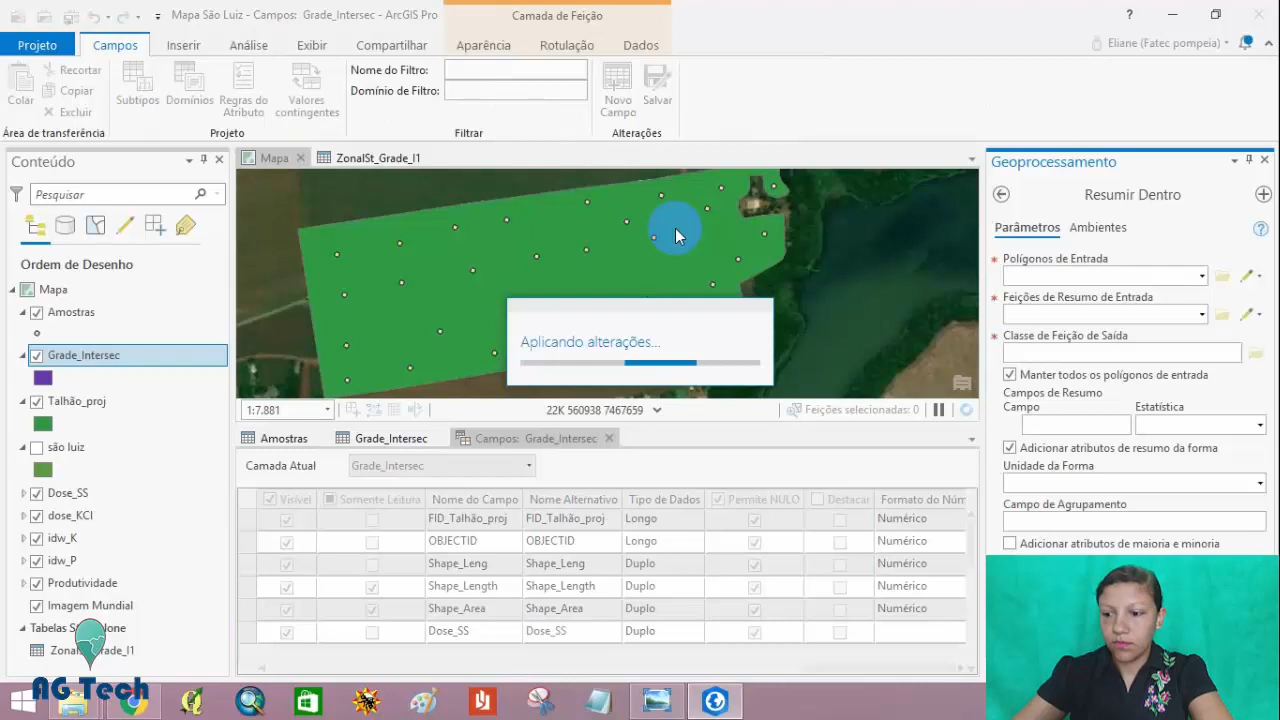 Mapa São Luiz - Campos: Grade_Intersec - ArcGIS Pro
Camada de Feição
?
Projeto Campos Inserir Análise Exibir Compartilhar Aparência Rotulação Dados
Eliane (Fatec pompeia)
Colar
Recortar
Copiar
Excluir
Área de transferência
Subtipos
Domínios
Regras do
Atributo
Valores
contingentes
Projeto
Nome do Filtro:
Domínio de Filtro:
Filtrar
Novo
Campo
Salvar
Alterações
Conteúdo
Pesquisar
Ordem de Desenho
Mapa
Amostras
Grade_Intersec
Talhão_proj
são luiz
Dose_SS
dose_KCl
idw_K
idw_P
Produtividade
Imagem Mundial
Tabelas S
ZonalSt_Grade_I1
AG Tech
Mapa
ZonalSt_Grade_I1
Aplicando alterações...
1:7.881
22K 560938 7467659
Feições selecionadas: 0
Amostras Grade_Intersec Campos: Grade_Intersec
Camada Atual Grade_Intersec
Visível Somente Leitura Nome do Campo Nome Alternativo Tipo de Dados Permite NULO Destacar Formato do Núm
FID_Talhão_proj FID_Talhão_proj Longo Numérico
OBJECTID OBJECTID Longo Numérico
Shape_Leng Shape_Leng Duplo Numérico
Shape_Length Shape_Length Duplo Numérico
Shape_Area Shape_Area Duplo Numérico
Dose_SS Dose_SS Duplo
Geoprocessamento
Resumir Dentro
Parâmetros Ambientes
* Polígonos de Entrada
* Feições de Resumo de Entrada
* Classe de Feição de Saída
Manter todos os polígonos de entrada
Campos de Resumo
Campo Estatística
Adicionar atributos de resumo da forma
Unidade da Forma
Campo de Agrupamento
Adicionar atributos de maioria e minoria